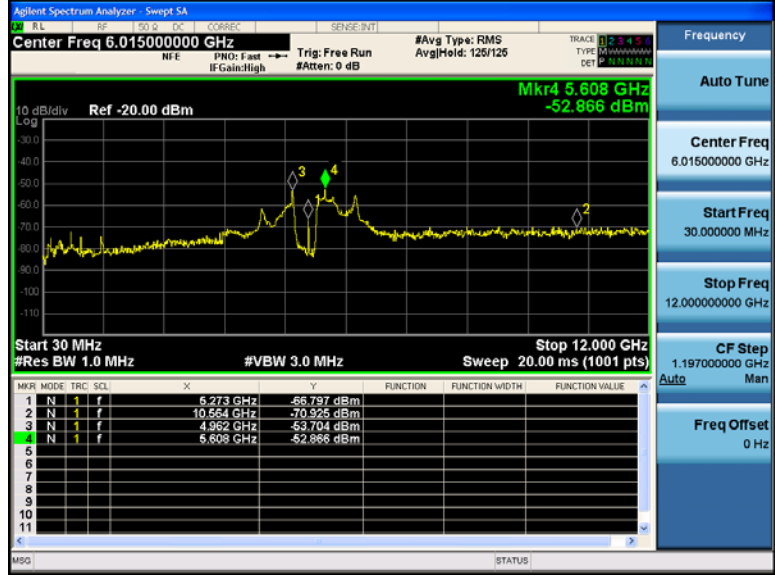 Agilent Spectrum Analyzer - Swept SA
RL RF 50 Ω DC CORREC SENSE:INT
Center Freq 6.015000000 GHz
NFE PNO: Fast IFGain:High
Trig: Free Run
#Atten: 0 dB
#Avg Type: RMS
Avg|Hold: 125/125
TRACE 1 2 3 4 5 6
TYPE M
DET P N N N N N
Mkr4 5.608 GHz
-52.866 dBm
10 dB/div Ref -20.00 dBm
Log
-30.0
-40.0
-50.0
-60.0
-70.0
-80.0
-90.0
-100
-110
3
4
1
2
Start 30 MHz Stop 12.000 GHz
#Res BW 1.0 MHz #VBW 3.0 MHz Sweep 20.00 ms (1001 pts)
MKR MODE TRC SCL X Y FUNCTION FUNCTION WIDTH FUNCTION VALUE
1 N 1 f 5.273 GHz -66.797 dBm
2 N 1 f 10.564 GHz -70.925 dBm
3 N 1 f 4.962 GHz -53.704 dBm
4 N 1 f 5.608 GHz -52.866 dBm
5
6
7
8
9
10
11
MSG STATUS
Frequency
Auto Tune
Center Freq
6.015000000 GHz
Start Freq
30.000000 MHz
Stop Freq
12.000000000 GHz
CF Step
1.197000000 GHz
Auto Man
Freq Offset
0 Hz